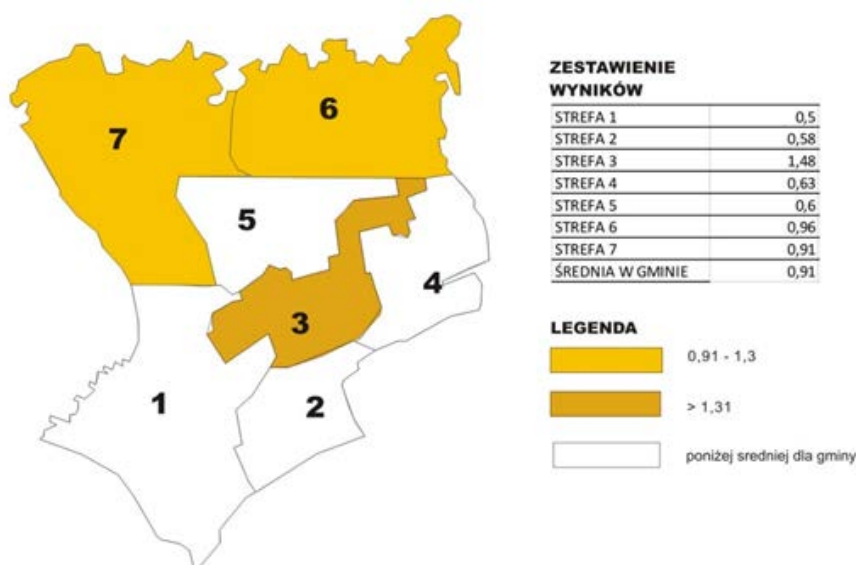 6
7
5
4
3
1
2
ZESTAWIENIE
WYNIKÓW
STREFA 1 0,5
STREFA 2 0,58
STREFA 3 1,48
STREFA 4 0,63
STREFA 5 0,6
STREFA 6 0,96
STREFA 7 0,91
ŚREDNIA W GMINIE 0,91
LEGENDA
0,91 - 1,3
> 1,31
poniżej sredniej dla gminy